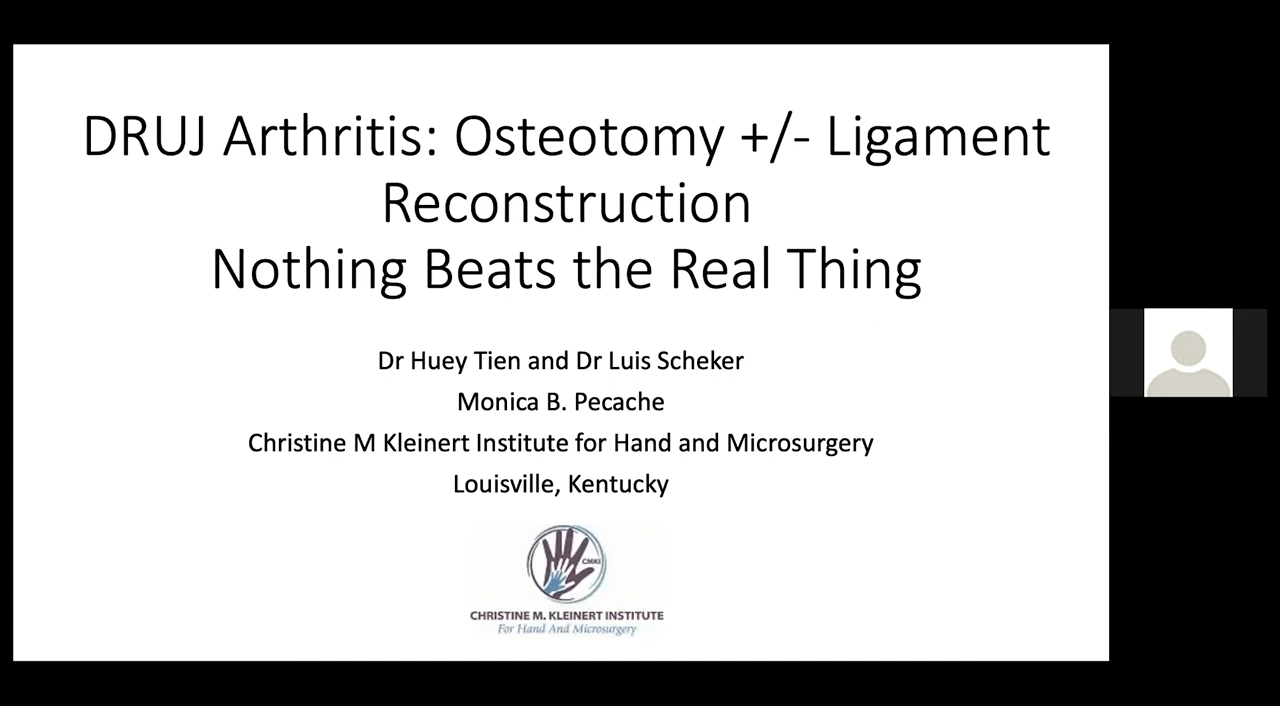 DRUJ Arthritis: Osteotomy +/- Ligament
Reconstruction
Nothing Beats the Real Thing
Dr Huey Tien and Dr Luis Scheker
Monica B. Pecache
Christine M Kleinert Institute for Hand and Microsurgery
Louisville, Kentucky
CMKI
CHRISTINE M. KLEINERT INSTITUTE
For Hand And Microsurgery